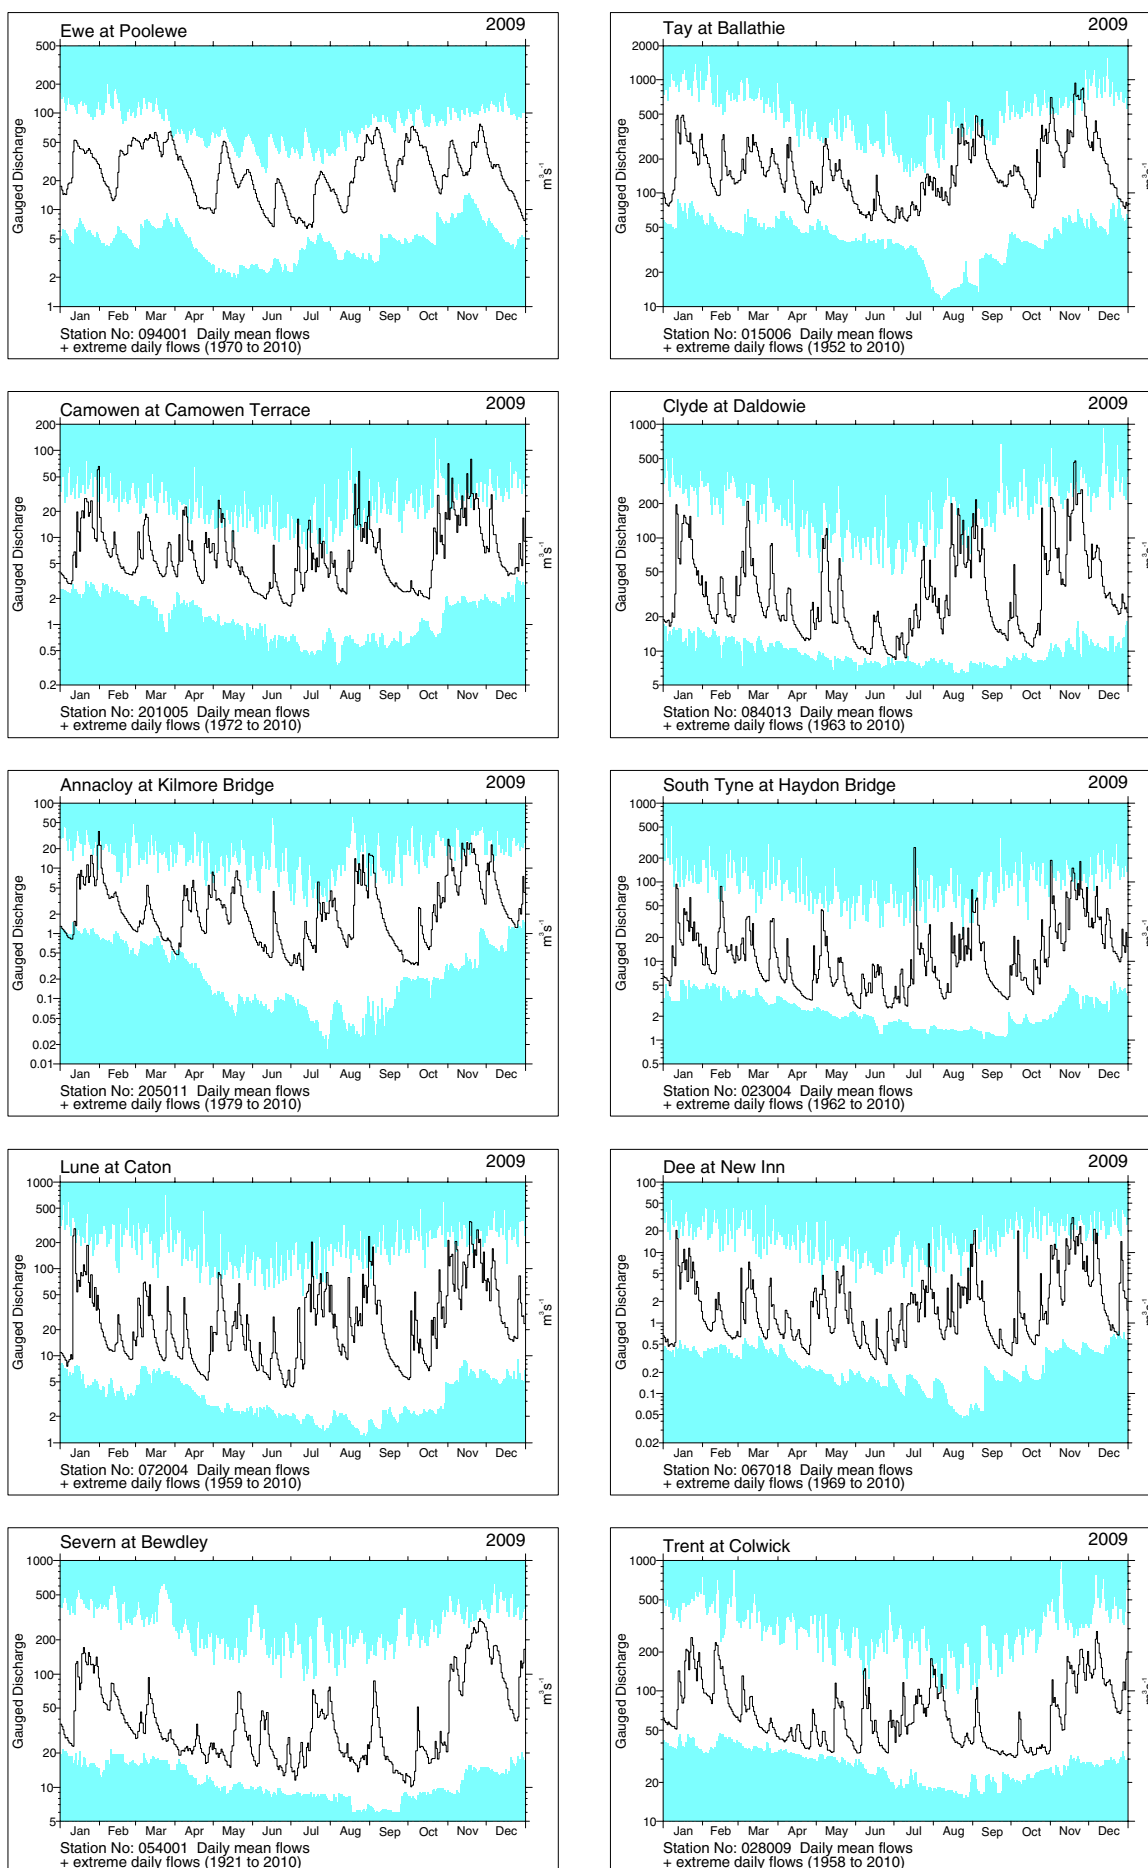 Ewe at Poolewe 2009
500
200
100
50
20
10
5
2
1
Gauged Discharge
m³s⁻¹
Jan Feb Mar Apr May Jun Jul Aug Sep Oct Nov Dec
Station No: 094001 Daily mean flows
+ extreme daily flows (1970 to 2010)
Tay at Ballathie 2009
2000
1000
500
200
100
50
20
10
Gauged Discharge
m³s⁻¹
Jan Feb Mar Apr May Jun Jul Aug Sep Oct Nov Dec
Station No: 015006 Daily mean flows
+ extreme daily flows (1952 to 2010)
Camowen at Camowen Terrace 2009
200
100
50
20
10
5
2
1
0.5
0.2
Gauged Discharge
m³s⁻¹
Jan Feb Mar Apr May Jun Jul Aug Sep Oct Nov Dec
Station No: 201005 Daily mean flows
+ extreme daily flows (1972 to 2010)
Clyde at Daldowie 2009
1000
500
200
100
50
20
10
5
Gauged Discharge
m³s⁻¹
Jan Feb Mar Apr May Jun Jul Aug Sep Oct Nov Dec
Station No: 084013 Daily mean flows
+ extreme daily flows (1963 to 2010)
Annacloy at Kilmore Bridge 2009
100
50
20
10
5
2
1
0.5
0.2
0.1
0.05
0.02
0.01
Gauged Discharge
m³s⁻¹
Jan Feb Mar Apr May Jun Jul Aug Sep Oct Nov Dec
Station No: 205011 Daily mean flows
+ extreme daily flows (1979 to 2010)
South Tyne at Haydon Bridge 2009
1000
500
200
100
50
20
10
5
2
1
0.5
Gauged Discharge
m³s⁻¹
Jan Feb Mar Apr May Jun Jul Aug Sep Oct Nov Dec
Station No: 023004 Daily mean flows
+ extreme daily flows (1962 to 2010)
Lune at Caton 2009
1000
500
200
100
50
20
10
5
2
1
Gauged Discharge
m³s⁻¹
Jan Feb Mar Apr May Jun Jul Aug Sep Oct Nov Dec
Station No: 072004 Daily mean flows
+ extreme daily flows (1959 to 2010)
Dee at New Inn 2009
100
50
20
10
5
2
1
0.5
0.2
0.1
0.05
0.02
Gauged Discharge
m³s⁻¹
Jan Feb Mar Apr May Jun Jul Aug Sep Oct Nov Dec
Station No: 067018 Daily mean flows
+ extreme daily flows (1969 to 2010)
Severn at Bewdley 2009
1000
500
200
100
50
20
10
5
Gauged Discharge
m³s⁻¹
Jan Feb Mar Apr May Jun Jul Aug Sep Oct Nov Dec
Station No: 054001 Daily mean flows
+ extreme daily flows (1921 to 2010)
Trent at Colwick 2009
1000
500
200
100
50
20
10
Gauged Discharge
m³s⁻¹
Jan Feb Mar Apr May Jun Jul Aug Sep Oct Nov Dec
Station No: 028009 Daily mean flows
+ extreme daily flows (1958 to 2010)